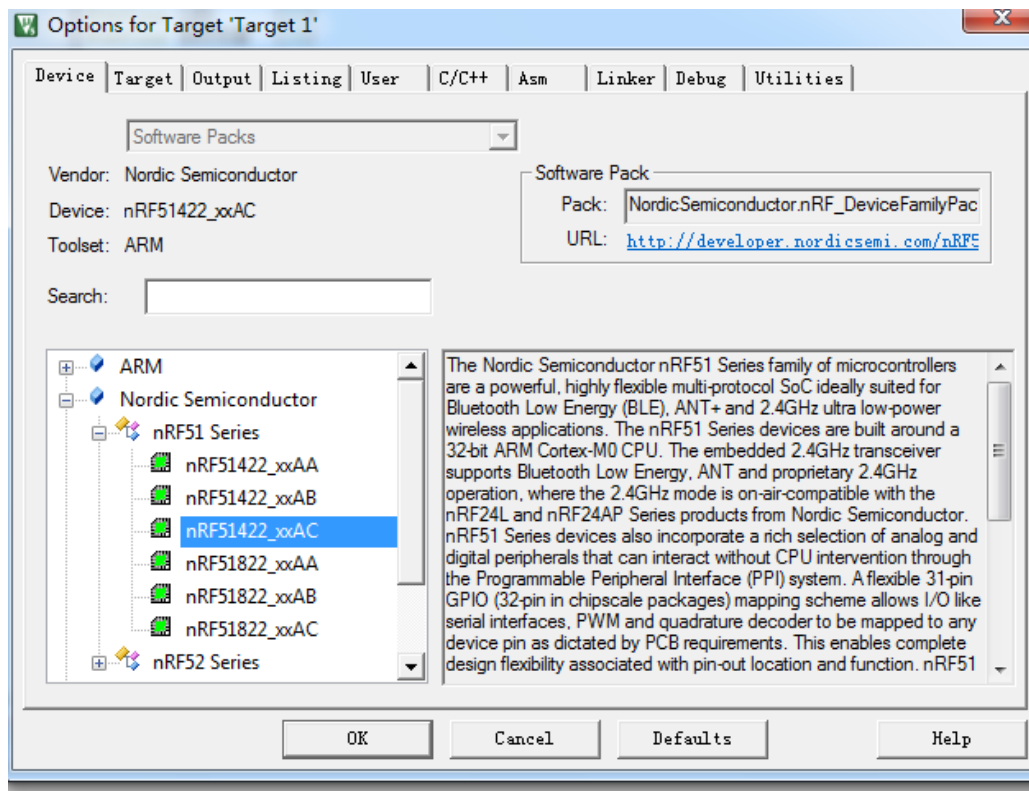 Options for Target 'Target 1'
Device Target Output Listing User C/C++ Asm Linker Debug Utilities
Software Packs
Vendor: Nordic Semiconductor
Device: nRF51422_xxAC
Toolset: ARM
Software Pack
Pack: NordicSemiconductor.nRF_DeviceFamilyPac
URL: http://developer.nordicsemi.com/nRF5
Search:
ARM
Nordic Semiconductor
nRF51 Series
nRF51422_xxAA
nRF51422_xxAB
nRF51422_xxAC
nRF51822_xxAA
nRF51822_xxAB
nRF51822_xxAC
nRF52 Series
The Nordic Semiconductor nRF51 Series family of microcontrollers
are a powerful, highly flexible multi-protocol SoC ideally suited for
Bluetooth Low Energy (BLE), ANT+ and 2.4GHz ultra low-power
wireless applications. The nRF51 Series devices are built around a
32-bit ARM Cortex-M0 CPU. The embedded 2.4GHz transceiver
supports Bluetooth Low Energy, ANT and proprietary 2.4GHz
operation, where the 2.4GHz mode is on-air-compatible with the
nRF24L and nRF24AP Series products from Nordic Semiconductor.
nRF51 Series devices also incorporate a rich selection of analog and
digital peripherals that can interact without CPU intervention through
the Programmable Peripheral Interface (PPI) system. A flexible 31-pin
GPIO (32-pin in chipscale packages) mapping scheme allows I/O like
serial interfaces, PWM and quadrature decoder to be mapped to any
device pin as dictated by PCB requirements. This enables complete
design flexibility associated with pin-out location and function. nRF51
OK Cancel Defaults Help